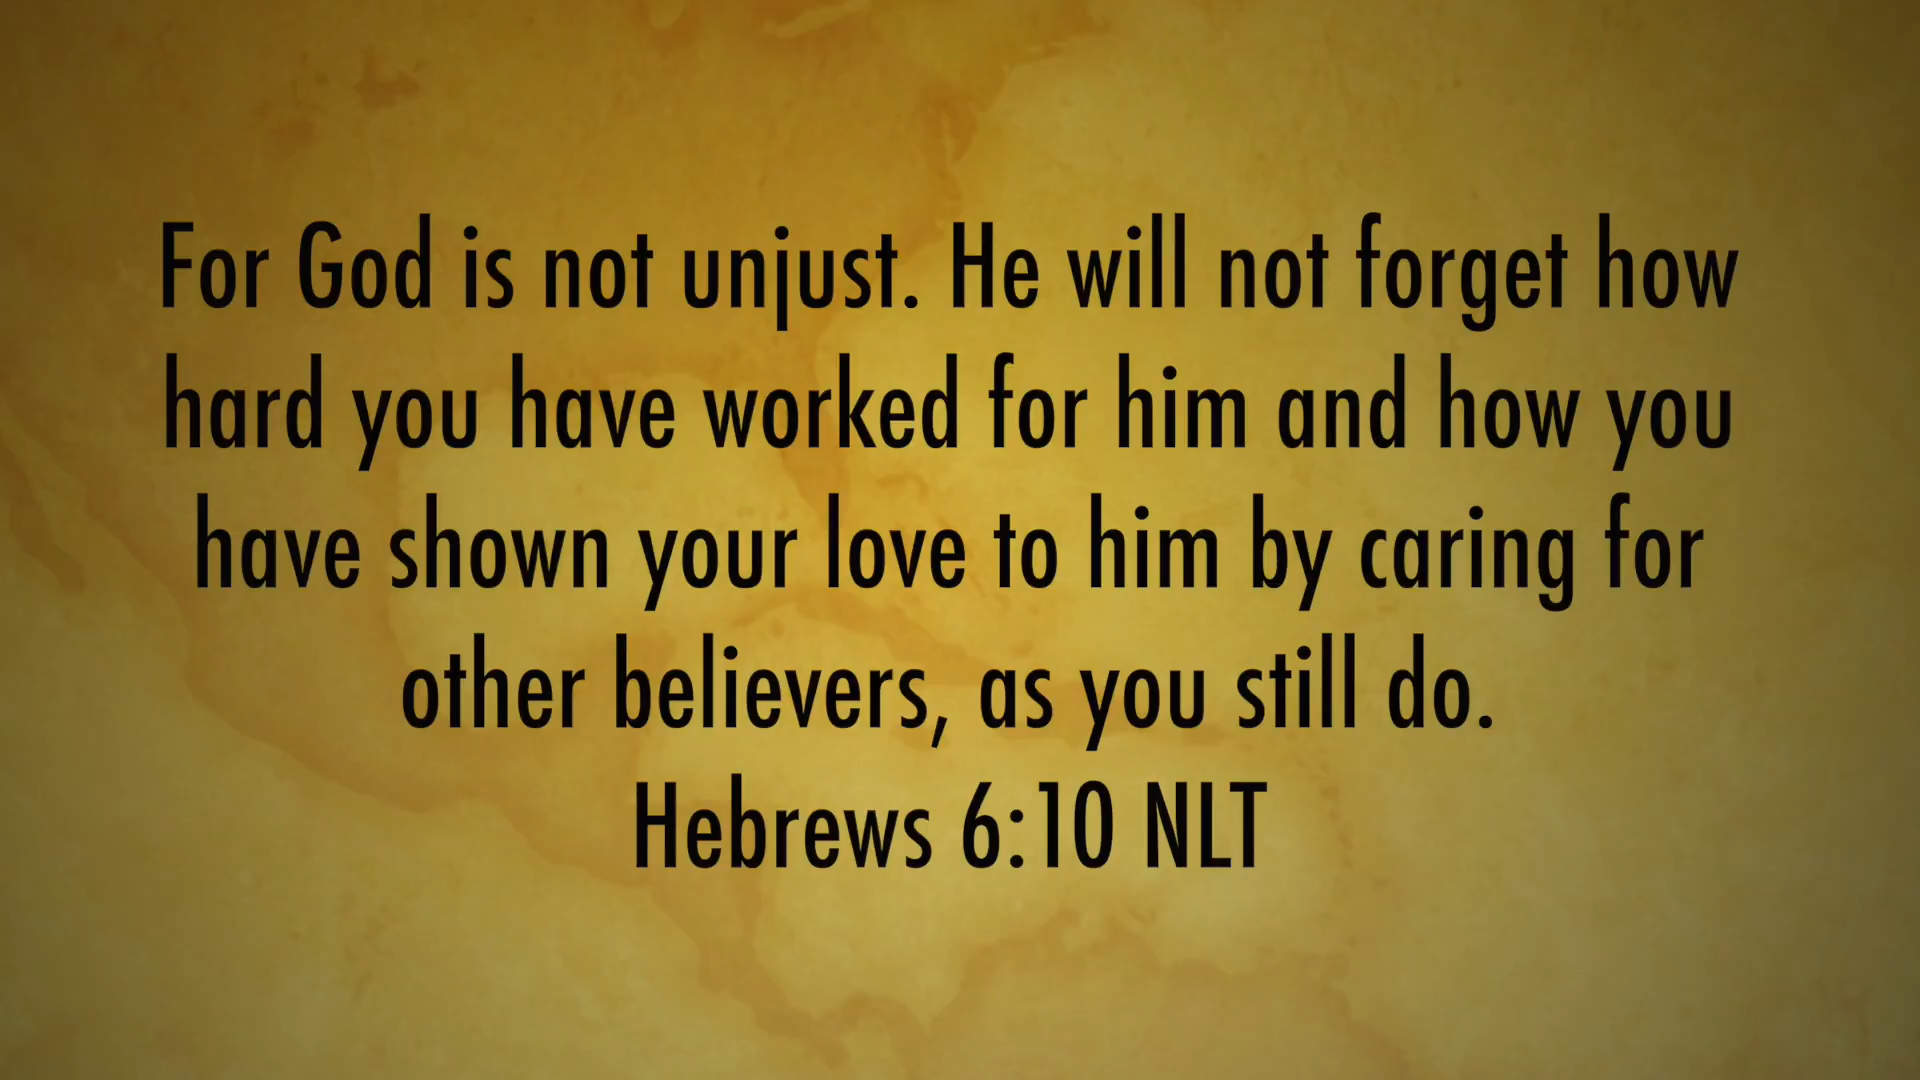 For God is not unjust. He will not forget how
hard you have worked for him and how you
have shown your love to him by caring for
other believers, as you still do.
Hebrews 6:10 NLT